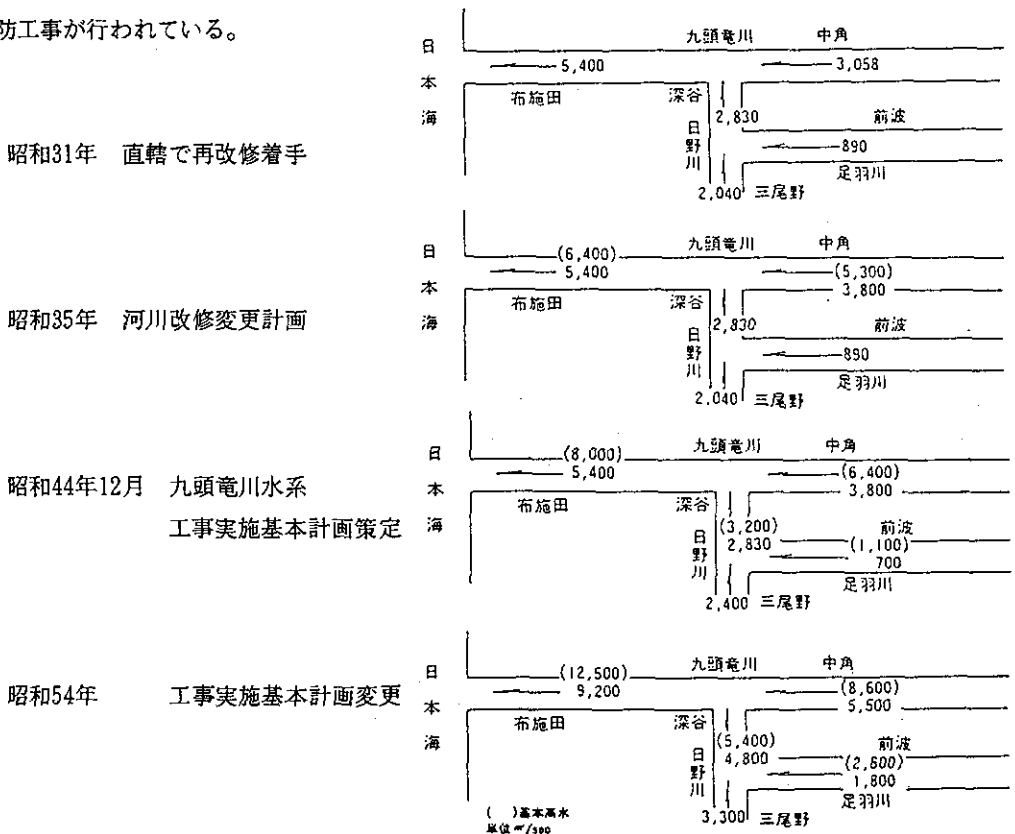 防工事が行われている。
昭和31年 直轄で再改修着手
日本海
九頭竜川 中角
5,400 3,058
布施田 深谷
2,830 前波
日野川
890
足羽川
2,040 三尾野
昭和35年 河川改修変更計画
日本海
九頭竜川 中角
(6,400) (5,300)
5,400 3,800
布施田 深谷
2,830 前波
日野川
890
足羽川
2,040 三尾野
昭和44年12月 九頭竜川水系
工事実施基本計画策定
日本海
九頭竜川 中角
(8,000) (6,400)
5,400 3,800
布施田 深谷
(3,200) 前波
2,830 (1,100)
日野川
700
足羽川
2,400 三尾野
昭和54年 工事実施基本計画変更
日本海
九頭竜川 中角
(12,500) (8,600)
9,200 5,500
布施田 深谷
(5,400) 前波
4,800 (2,600)
日野川
1,800
足羽川
3,300 三尾野
( )基本高水
単位